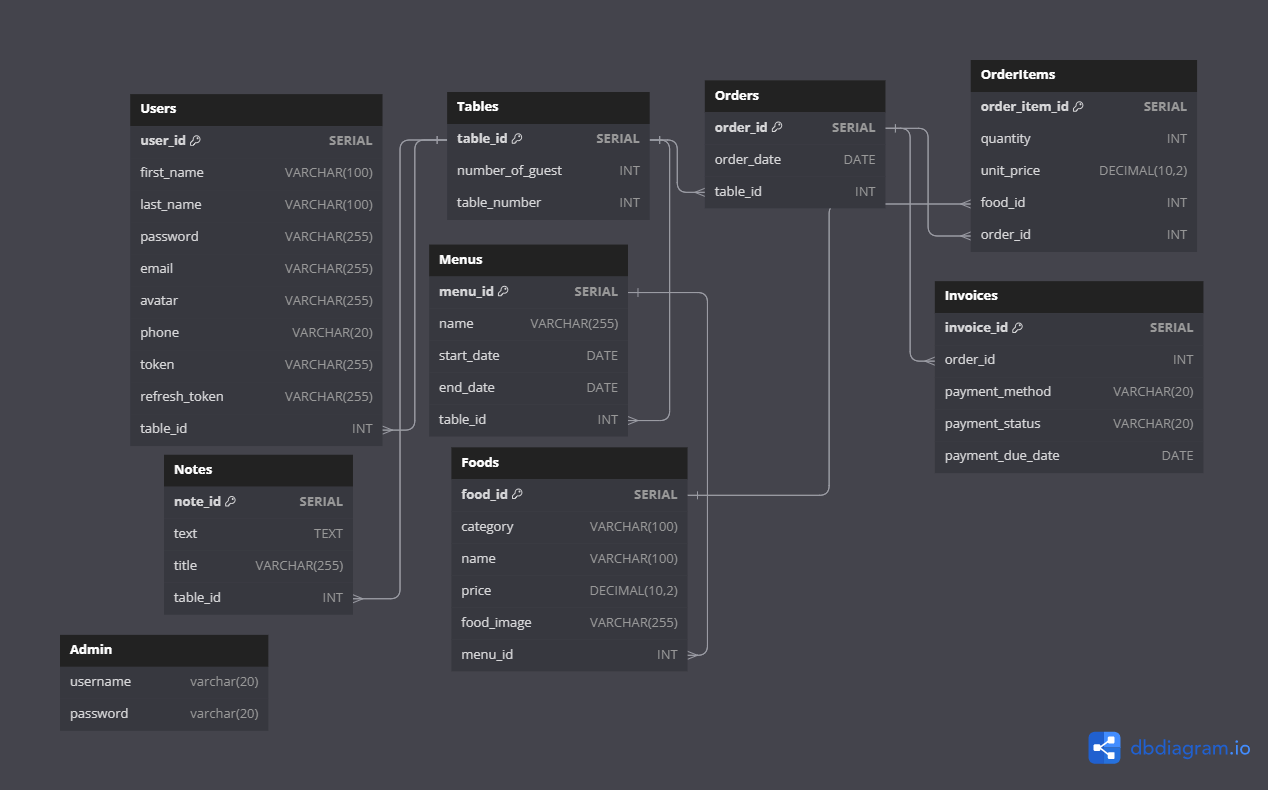 Users
user_id SERIAL
first_name VARCHAR(100)
last_name VARCHAR(100)
password VARCHAR(255)
email VARCHAR(255)
avatar VARCHAR(255)
phone VARCHAR(20)
token VARCHAR(255)
refresh_token VARCHAR(255)
table_id INT
Tables
table_id SERIAL
number_of_guest INT
table_number INT
Orders
order_id SERIAL
order_date DATE
table_id INT
OrderItems
order_item_id SERIAL
quantity INT
unit_price DECIMAL(10,2)
food_id INT
order_id INT
Menus
menu_id SERIAL
name VARCHAR(255)
start_date DATE
end_date DATE
table_id INT
Invoices
invoice_id SERIAL
order_id INT
payment_method VARCHAR(20)
payment_status VARCHAR(20)
payment_due_date DATE
Notes
note_id SERIAL
text TEXT
title VARCHAR(255)
table_id INT
Foods
food_id SERIAL
category VARCHAR(100)
name VARCHAR(100)
price DECIMAL(10,2)
food_image VARCHAR(255)
menu_id INT
Admin
username varchar(20)
password varchar(20)
dbdiagram.io